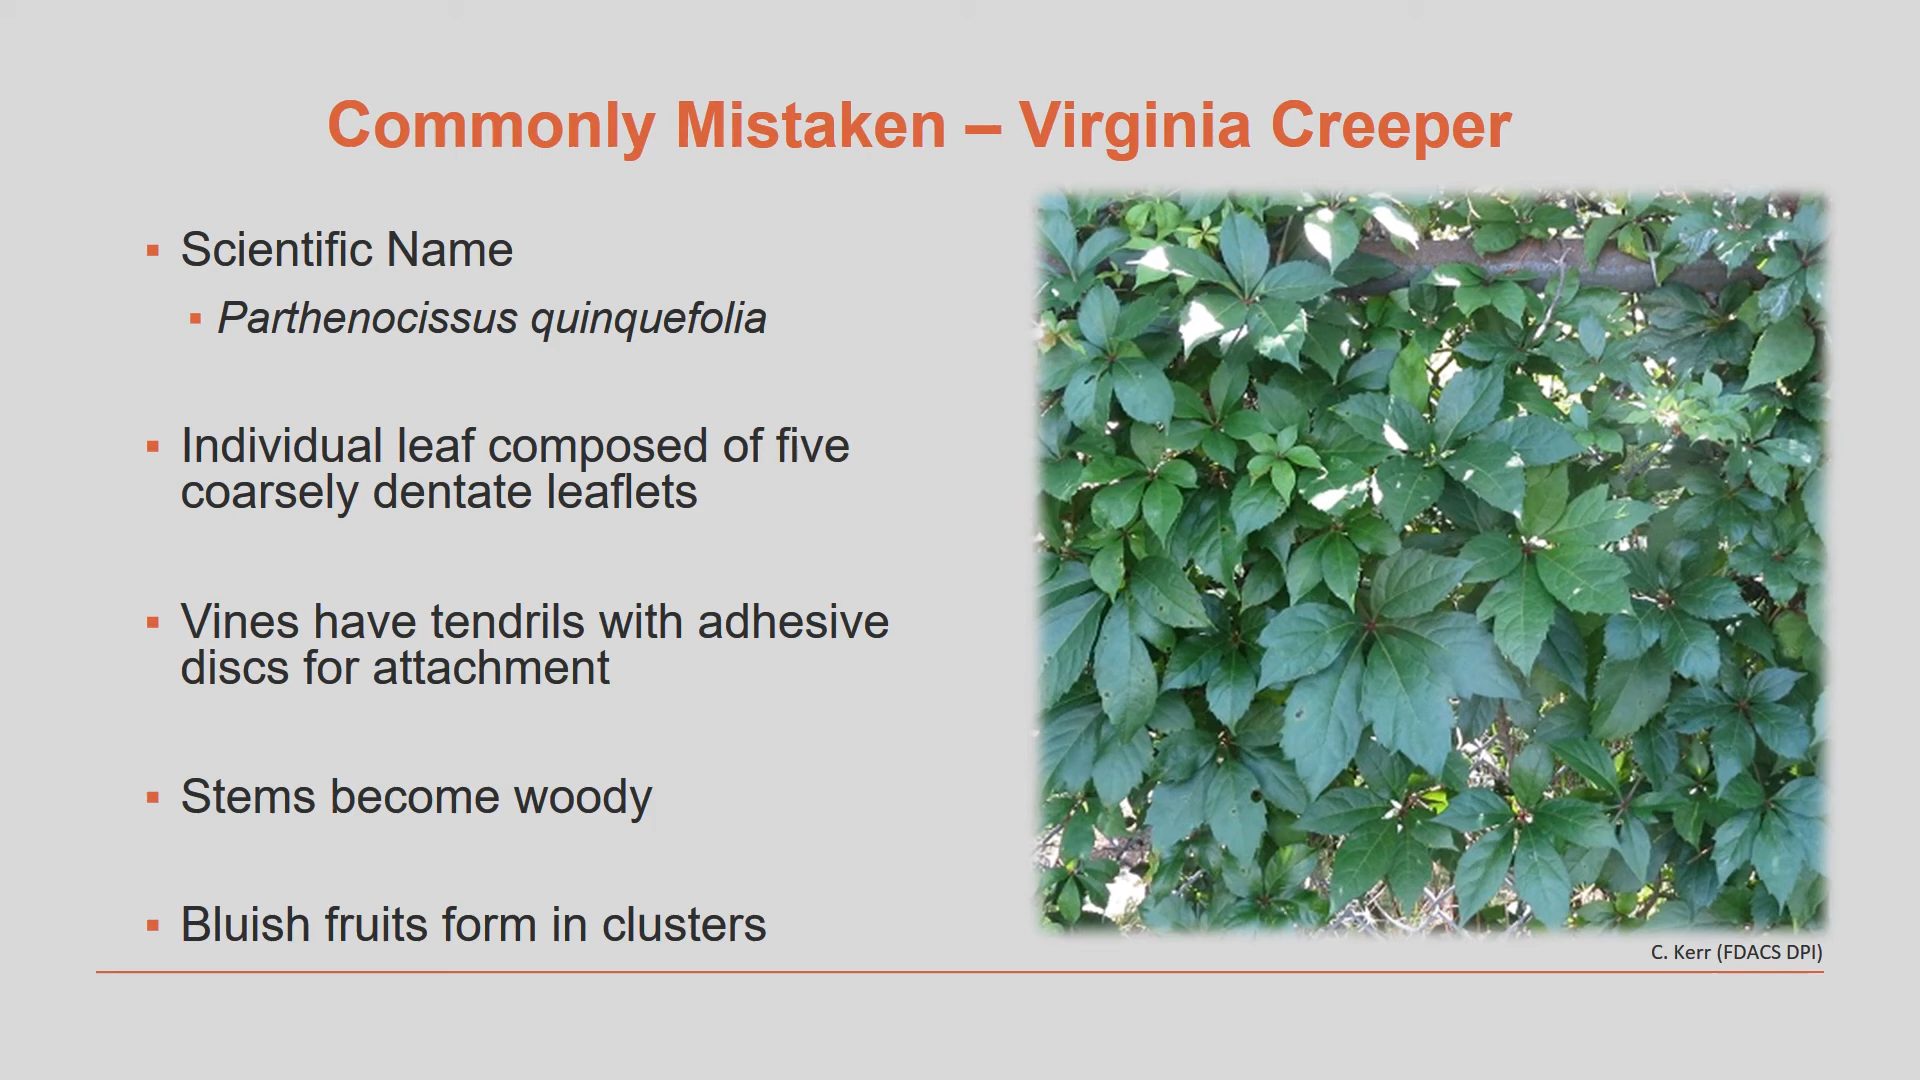 Commonly Mistaken – Virginia Creeper
Scientific Name
Parthenocissus quinquefolia
Individual leaf composed of five
coarsely dentate leaflets
Vines have tendrils with adhesive
discs for attachment
Stems become woody
Bluish fruits form in clusters
C. Kerr (FDACS DPI)